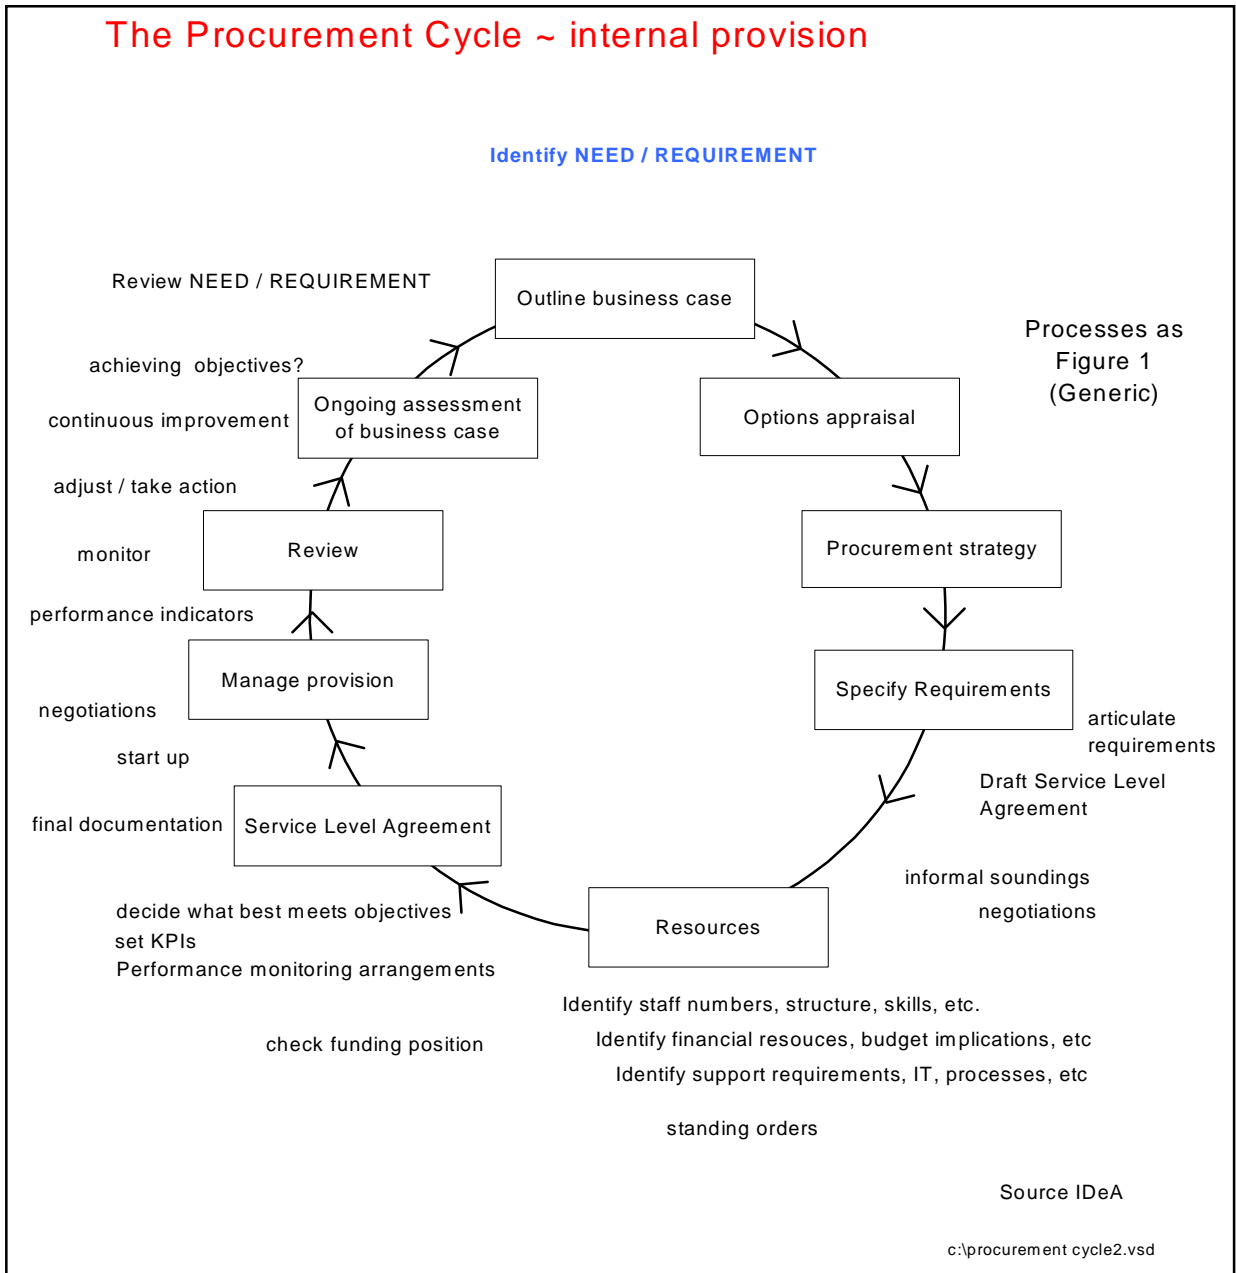 The Procurement Cycle ~ internal provision
Identify NEED / REQUIREMENT
Review NEED / REQUIREMENT
Outline business case
Processes as
Figure 1
(Generic)
achieving objectives?
continuous improvement
Ongoing assessment
of business case
Options appraisal
adjust / take action
monitor
Review
Procurement strategy
performance indicators
Manage provision
Specify Requirements
negotiations
start up
articulate
requirements
Draft Service Level
Agreement
final documentation
Service Level Agreement
informal soundings
negotiations
decide what best meets objectives
set KPIs
Performance monitoring arrangements
Resources
Identify staff numbers, structure, skills, etc.
check funding position
Identify financial resouces, budget implications, etc
Identify support requirements, IT, processes, etc
standing orders
Source IDeA
c:\procurement cycle2.vsd